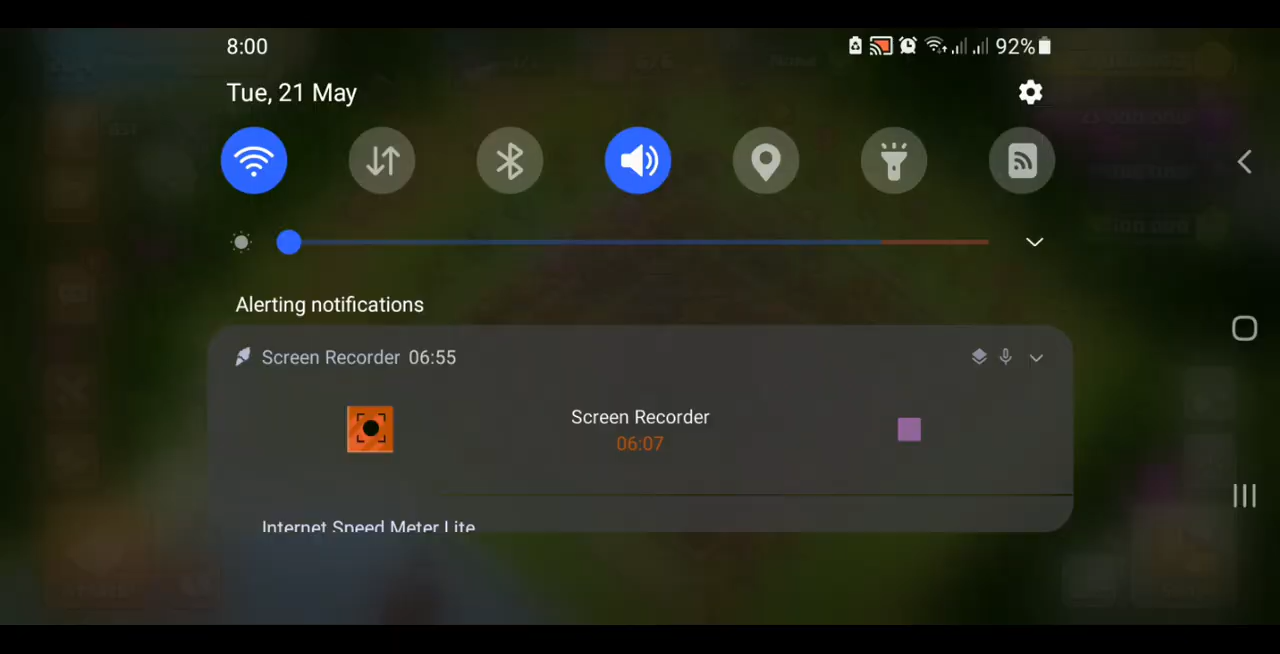 8:00
92%
Tue, 21 May
Alerting notifications
Screen Recorder 06:55
Screen Recorder
06:07
Internet Speed Meter Lite